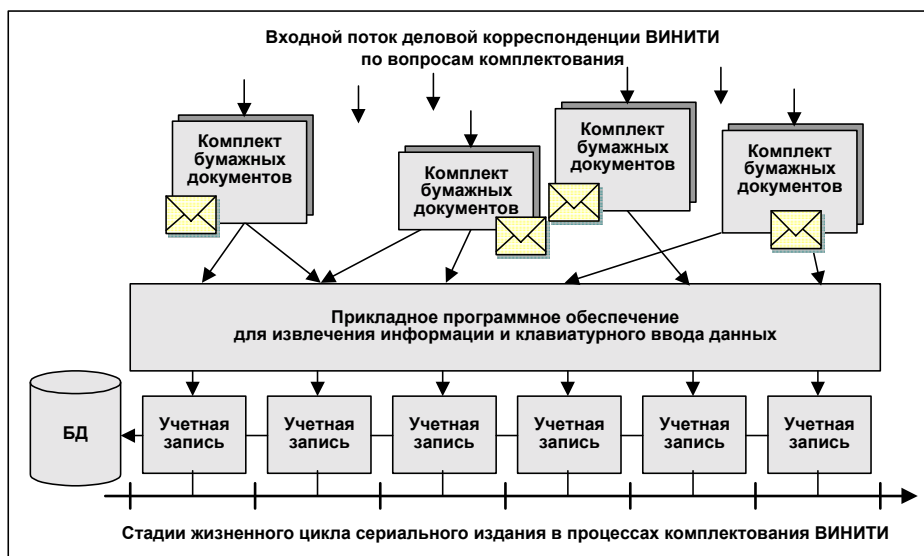 Входной поток деловой корреспонденции ВИНИТИ
по вопросам комплектования
Комплект
бумажных
документов
Комплект
бумажных
документов
Комплект
бумажных
документов
Комплект
бумажных
документов
Прикладное программное обеспечение
для извлечения информации и клавиатурного ввода данных
БД
Учетная
запись
Учетная
запись
Учетная
запись
Учетная
запись
Учетная
запись
Учетная
запись
Стадии жизненного цикла сериального издания в процессах комплектования ВИНИТИ